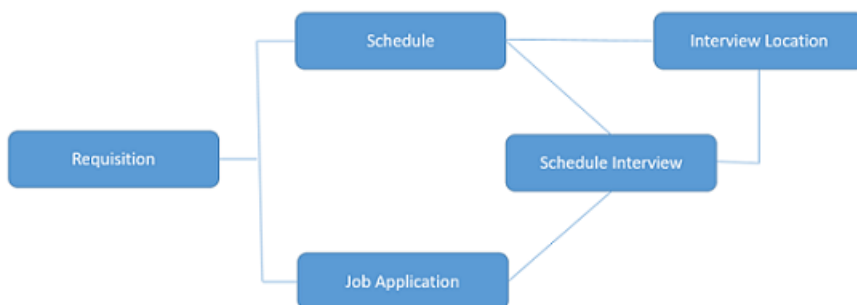 Schedule
Interview Location
Requisition
Schedule Interview
Job Application